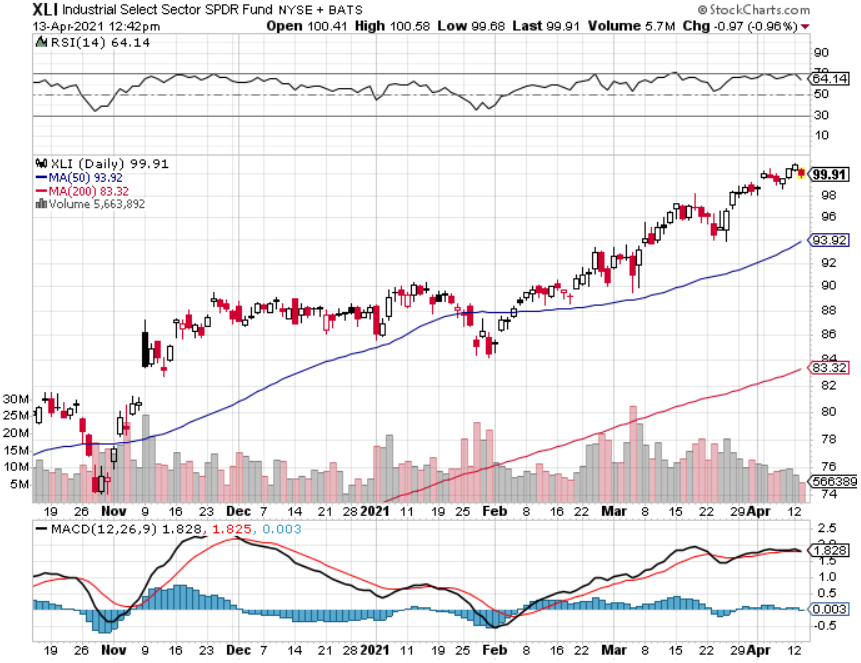 XLI Industrial Select Sector SPDR Fund NYSE + BATS © StockCharts.com
13-Apr-2021 12:42pm Open 100.41 High 100.58 Low 99.68 Last 99.91 Volume 5.7M Chg -0.97 (-0.96%)
RSI(14) 64.14
90
70
64.14
50
30
10
XLI (Daily) 99.91
MA(50) 93.92
MA(200) 83.32
Volume 5,663,892
99.91
98
96
93.92
92
90
88
86
84
83.32
82
30M 80
25M
20M 78
15M
10M 76
5M 566389
74
19 26 Nov 9 16 23 Dec 7 14 21 28 2021 11 19 25 Feb 8 16 22 Mar 8 15 22 29 Apr 12
MACD(12,26,9) 1.828, 1.825, 0.003
2.5
2.0
1.828
1.5
1.0
0.5
0.003
-0.5
19 26 Nov 9 16 23 Dec 7 14 21 28 2021 11 19 25 Feb 8 16 22 Mar 8 15 22 29 Apr 12